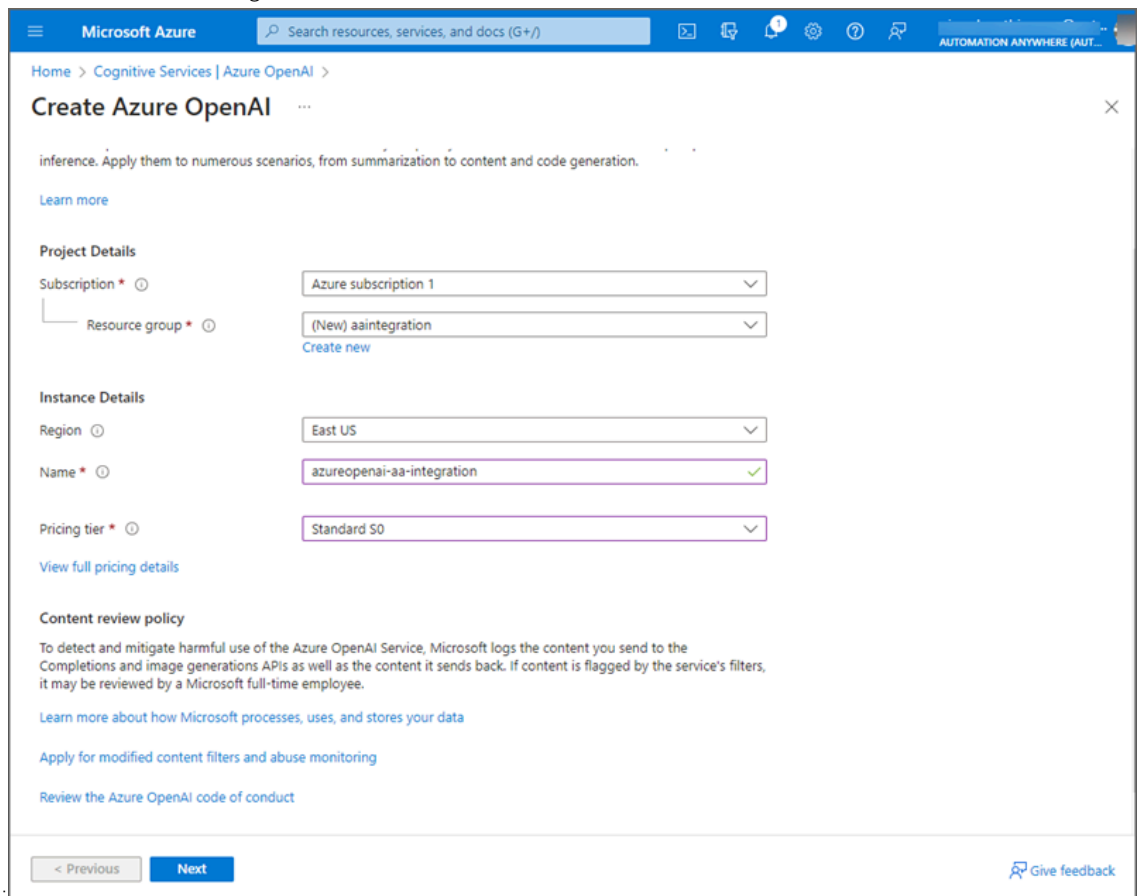 Microsoft Azure
Search resources, services, and docs (G+/)
1
AUTOMATION ANYWHERE (AUT...
Home > Cognitive Services | Azure OpenAI >
Create Azure OpenAI ...
inference. Apply them to numerous scenarios, from summarization to content and code generation.
Learn more
Project Details
Subscription * Azure subscription 1
Resource group * (New) aaintegration
Create new
Instance Details
Region East US
Name * azureopenai-aa-integration
Pricing tier * Standard S0
View full pricing details
Content review policy
To detect and mitigate harmful use of the Azure OpenAI Service, Microsoft logs the content you send to the
Completions and image generations APIs as well as the content it sends back. If content is flagged by the service's filters,
it may be reviewed by a Microsoft full-time employee.
Learn more about how Microsoft processes, uses, and stores your data
Apply for modified content filters and abuse monitoring
Review the Azure OpenAI code of conduct
< Previous Next Give feedback